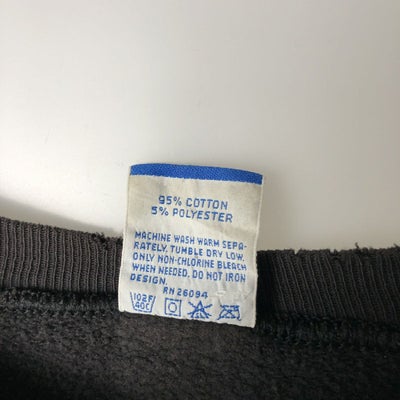 95% COTTON
5% POLYESTER
MACHINE WASH WARM SEPA-
RATELY, TUMBLE DRY LOW.
ONLY NON-CHLORINE BLEACH
WHEN NEEDED. DO NOT IRON
DESIGN.
RN 26094
102F
40C